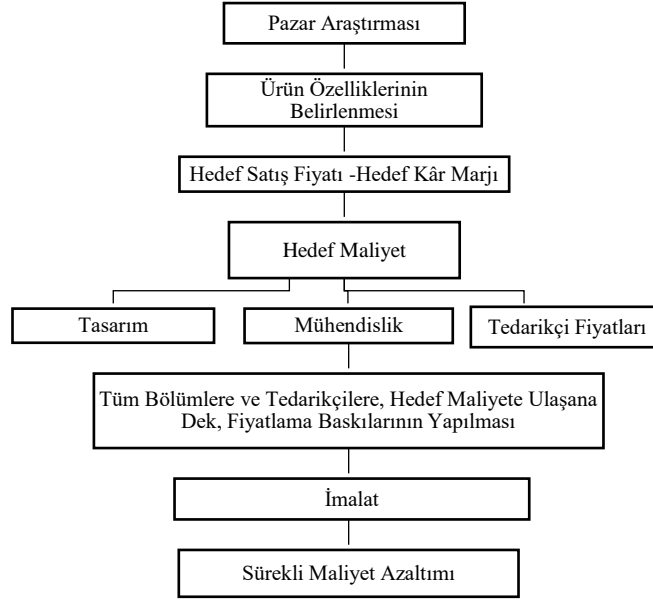 Pazar Araştırması
Ürün Özelliklerinin
Belirlenmesi
Hedef Satış Fiyatı -Hedef Kâr Marjı
Hedef Maliyet
Tasarım
Mühendislik
Tedarikçi Fiyatları
Tüm Bölümlere ve Tedarikçilere, Hedef Maliyete Ulaşana
Dek, Fiyatlama Baskılarının Yapılması
İmalat
Sürekli Maliyet Azaltımı